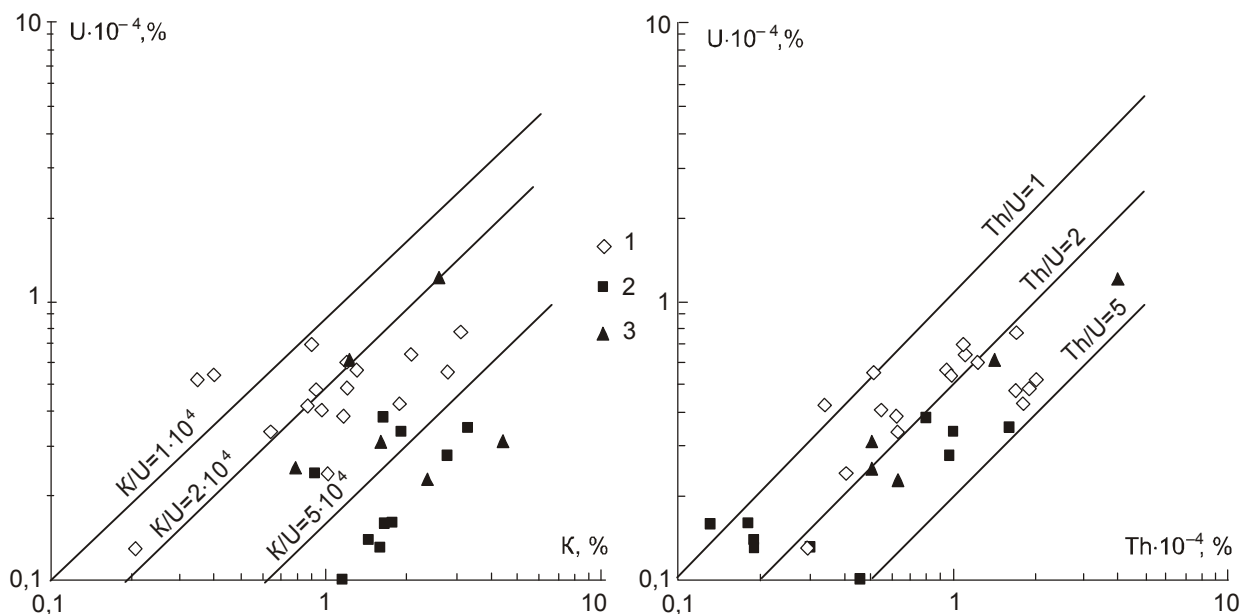 10
U·10⁻⁴,%
1
0,1
K/U=1·10⁴
K/U=2·10⁴
K/U=5·10⁴
К, %
0,1
1
10
1
2
3
10
U·10⁻⁴,%
1
0,1
Th/U=1
Th/U=2
Th/U=5
Th·10⁻⁴, %
0,1
1
10